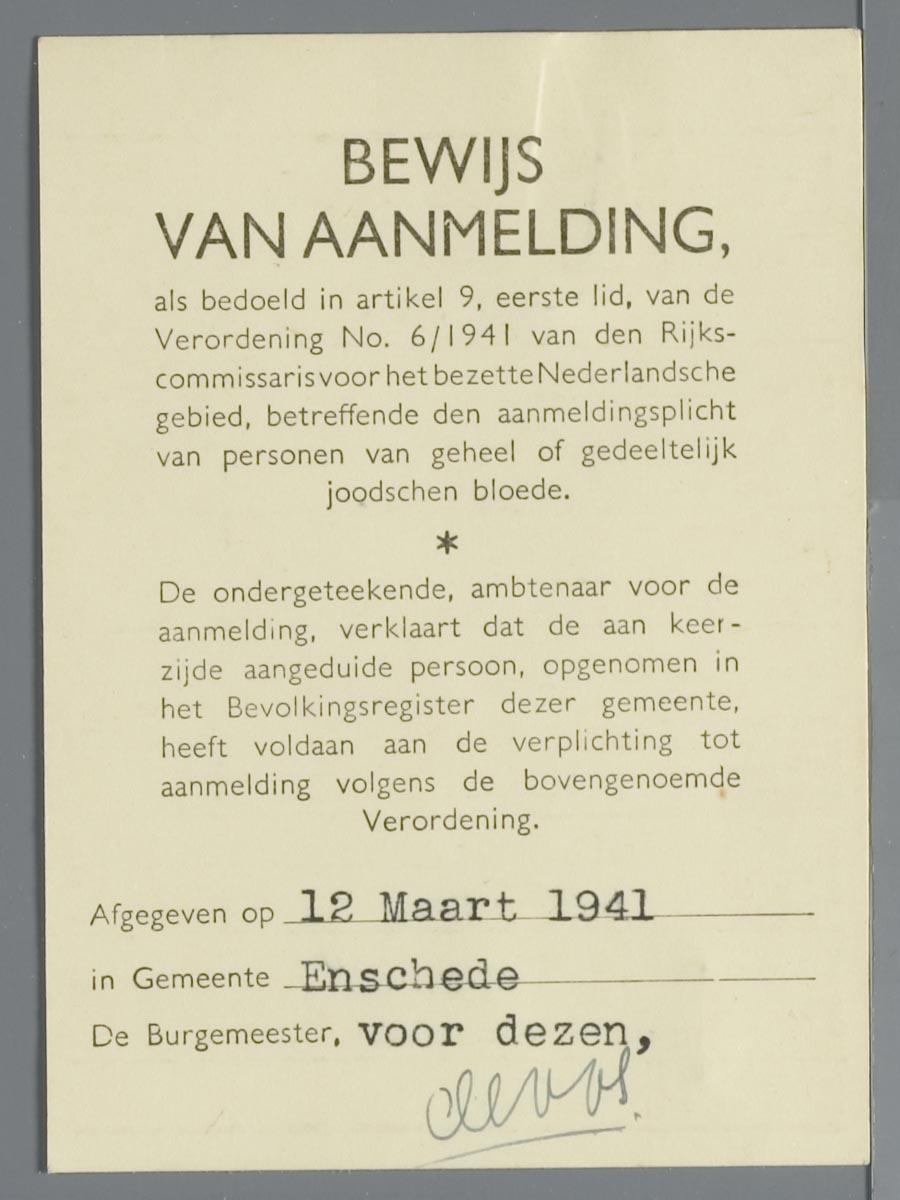 BEWIJS
VAN AANMELDING,
als bedoeld in artikel 9, eerste lid, van de
Verordening No. 6/1941 van den Rijks-
commissaris voor het bezette Nederlandsche
gebied, betreffende den aanmeldingsplicht
van personen van geheel of gedeeltelijk
joodschen bloede.
*
De ondergeteekende, ambtenaar voor de
aanmelding, verklaart dat de aan keer-
zijde aangeduide persoon, opgenomen in
het Bevolkingsregister dezer gemeente,
heeft voldaan aan de verplichting tot
aanmelding volgens de bovengenoemde
Verordening.
Afgegeven op 12 Maart 1941
in Gemeente Enschede
De Burgemeester, voor dezen,